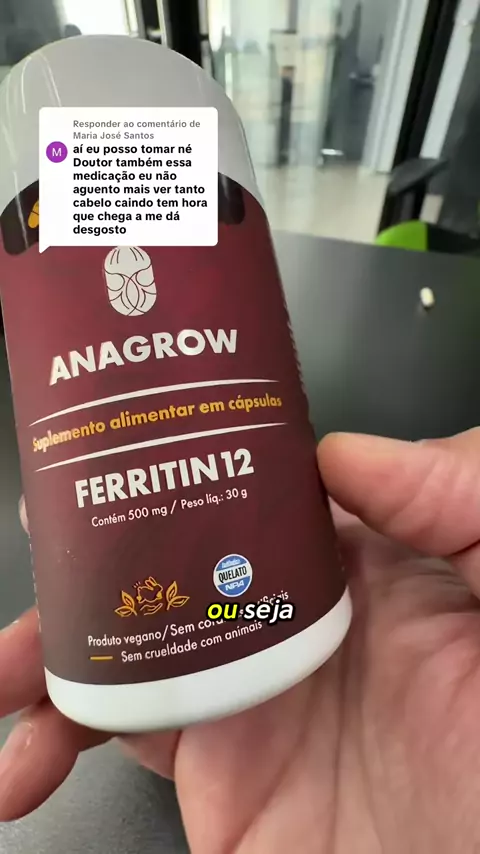 Responder ao comentário de
Maria José Santos
M
aí eu posso tomar né
Doutor também essa
medicação eu não
aguento mais ver tanto
cabelo caindo tem hora
que chega a me dá
desgosto
ANAGROW
Suplemento alimentar em cápsulas
FERRITIN 12
Contém 500 mg / Peso líq.: 30 g
QUELATO
NPA
ou seja
Produto vegano/Sem
Sem crueldade com animais